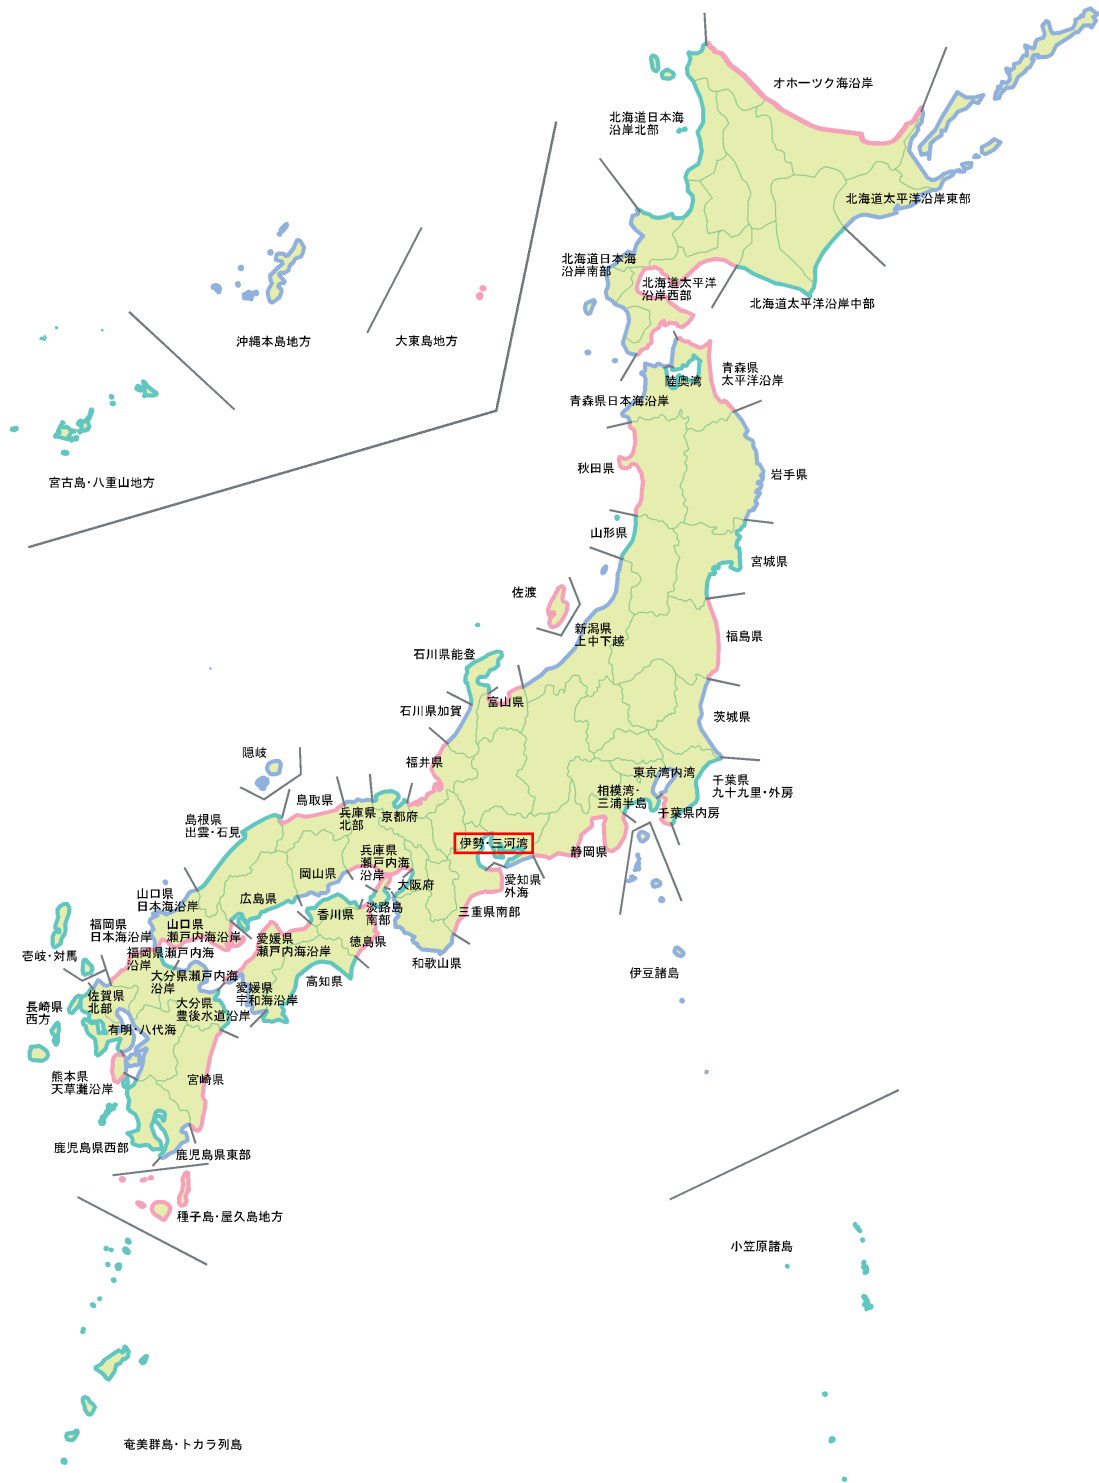 オホーツク海沿岸
北海道日本海
沿岸北部
北海道太平洋沿岸東部
北海道日本海
沿岸南部
北海道太平洋
沿岸西部
北海道太平洋沿岸中部
沖縄本島地方
大東島地方
青森県
太平洋沿岸
陸奥湾
青森県日本海沿岸
秋田県
岩手県
宮古島・八重山地方
山形県
宮城県
佐渡
新潟県
上中下越
福島県
石川県能登
富山県
石川県加賀
茨城県
隠岐
福井県
東京湾内湾
千葉県
九十九里・外房
相模湾・
三浦半島
千葉県内房
鳥取県
兵庫県
北部
京都府
島根県
出雲・石見
伊勢・三河湾
静岡県
兵庫県
瀬戸内海
沿岸
岡山県
大阪府
愛知県
外海
山口県
日本海沿岸
広島県
香川県
淡路島
南部
三重県南部
福岡県
日本海沿岸
山口県
瀬戸内海沿岸
愛媛県
瀬戸内海沿岸
徳島県
壱岐・対馬
福岡県瀬戸内海
沿岸
和歌山県
大分県瀬戸内海
沿岸
高知県
伊豆諸島
佐賀県
北部
愛媛県
宇和海沿岸
長崎県
西方
大分県
豊後水道沿岸
有明・八代海
熊本県
天草灘沿岸
宮崎県
鹿児島県西部
鹿児島県東部
種子島・屋久島地方
小笠原諸島
奄美群島・トカラ列島